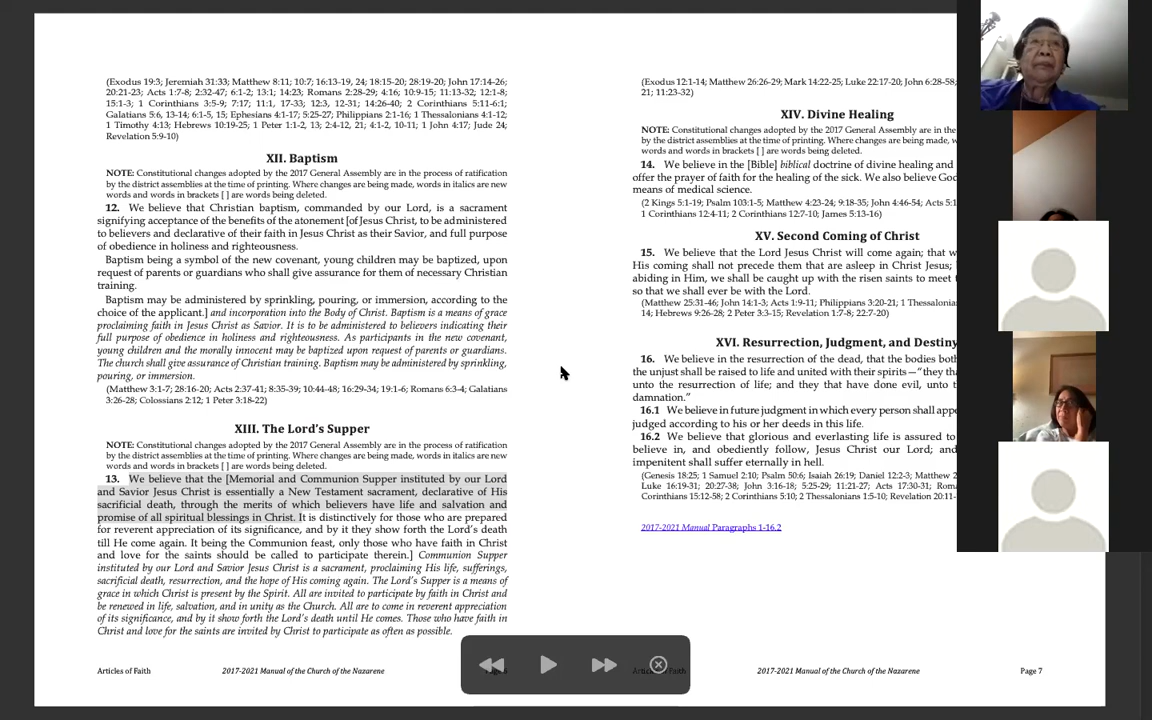 (Exodus 19:3; Jeremiah 31:33; Matthew 8:11; 10:7; 16:13-19, 24; 18:15-20; 28:19-20; John 17:14-26;
20:21-23; Acts 1:7-8; 2:32-47; 6:1-2; 13:1; 14:23; Romans 2:28-29; 4:16; 10:9-15; 11:13-32; 12:1-8;
15:1-3; 1 Corinthians 3:5-9; 7:17; 11:1, 17-33; 12:3, 12-31; 14:26-40; 2 Corinthians 5:11-6:1;
Galatians 5:6, 13-14; 6:1-5, 15; Ephesians 4:1-17; 5:25-27; Philippians 2:1-16; 1 Thessalonians 4:1-12;
1 Timothy 4:13; Hebrews 10:19-25; 1 Peter 1:1-2, 13; 2:4-12, 21; 4:1-2, 10-11; 1 John 4:17; Jude 24;
Revelation 5:9-10)
XII. Baptism
NOTE: Constitutional changes adopted by the 2017 General Assembly are in the process of ratification
by the district assemblies at the time of printing. Where changes are being made, words in italics are new
words and words in brackets [ ] are words being deleted.
12. We believe that Christian baptism, commanded by our Lord, is a sacrament
signifying acceptance of the benefits of the atonement [of Jesus Christ, to be administered
to believers and declarative of their faith in Jesus Christ as their Savior, and full purpose
of obedience in holiness and righteousness.
Baptism being a symbol of the new covenant, young children may be baptized, upon
request of parents or guardians who shall give assurance for them of necessary Christian
training.
Baptism may be administered by sprinkling, pouring, or immersion, according to the
choice of the applicant.] and incorporation into the Body of Christ. Baptism is a means of grace
proclaiming faith in Jesus Christ as Savior. It is to be administered to believers indicating their
full purpose of obedience in holiness and righteousness. As participants in the new covenant,
young children and the morally innocent may be baptized upon request of parents or guardians.
The church shall give assurance of Christian training. Baptism may be administered by sprinkling,
pouring, or immersion.
(Matthew 3:1-7; 28:16-20; Acts 2:37-41; 8:35-39; 10:44-48; 16:29-34; 19:1-6; Romans 6:3-4; Galatians
3:26-28; Colossians 2:12; 1 Peter 3:18-22)
XIII. The Lord's Supper
NOTE: Constitutional changes adopted by the 2017 General Assembly are in the process of ratification
by the district assemblies at the time of printing. Where changes are being made, words in italics are new
words and words in brackets [ ] are words being deleted.
13. We believe that the [Memorial and Communion Supper instituted by our Lord
and Savior Jesus Christ is essentially a New Testament sacrament, declarative of His
sacrificial death, through the merits of which believers have life and salvation and
promise of all spiritual blessings in Christ. It is distinctively for those who are prepared
for reverent appreciation of its significance, and by it they show forth the Lord's death
till He come again. It being the Communion feast, only those who have faith in Christ
and love for the saints should be called to participate therein.] Communion Supper
instituted by our Lord and Savior Jesus Christ is a sacrament, proclaiming His life, sufferings,
sacrificial death, resurrection, and the hope of His coming again. The Lord's Supper is a means of
grace in which Christ is present by the Spirit. All are invited to participate by faith in Christ and
be renewed in life, salvation, and in unity as the Church. All are to come in reverent appreciation
of its significance, and by it show forth the Lord's death until He comes. Those who have faith in
Christ and love for the saints are invited by Christ to participate as often as possible.
Articles of Faith 2017-2021 Manual of the Church of the Nazarene
(Exodus 12:1-14; Matthew 26:26-29; Mark 14:22-25; Luke 22:17-20; John 6:28-58;
21; 11:23-32)
XIV. Divine Healing
NOTE: Constitutional changes adopted by the 2017 General Assembly are in the
by the district assemblies at the time of printing. Where changes are being made,
words and words in brackets [ ] are words being deleted.
14. We believe in the [Bible] biblical doctrine of divine healing and
offer the prayer of faith for the healing of the sick. We also believe God
means of medical science.
(2 Kings 5:1-19; Psalm 103:1-5; Matthew 4:23-24; 9:18-35; John 4:46-54; Acts 5:1
1 Corinthians 12:4-11; 2 Corinthians 12:7-10; James 5:13-16)
XV. Second Coming of Christ
15. We believe that the Lord Jesus Christ will come again; that
His coming shall not precede them that are asleep in Christ Jesus;
abiding in Him, we shall be caught up with the risen saints to meet
so that we shall ever be with the Lord.
(Matthew 25:31-46; John 14:1-3; Acts 1:9-11; Philippians 3:20-21; 1
14; Hebrews 9:26-28; 2 Peter 3:3-15; Revelation 1:7-8; 22:7-20)
XVI. Resurrection, Judgment, and Destiny
16. We believe in the resurrection of the dead, that the bodies both
the unjust shall be raised to life and united with their spirits—"they
unto the resurrection of life; and they that have done evil, unto
damnation."
16.1 We believe in future judgment in which every person shall
judged according to his or her deeds in this life.
16.2 We believe that glorious and everlasting life is assured to
believe in, and obediently follow, Jesus Christ our Lord; and
impenitent shall suffer eternally in hell.
(Genesis 18:25; 1 Samuel 2:10; Psalm 50:6; Isaiah 26:19; Daniel 12:2-3; Matthew
Luke 16:19-31; 20:27-38; John 3:16-18; 5:25-29; 11:21-27; Acts 17:30-31;
Corinthians 15:12-58; 2 Corinthians 5:10; 2 Thessalonians 1:5-10; Revelation 20:11-
2017-2021 Manual Paragraphs 1-16.2
2017-2021 Manual of the Church of the Nazarene Page 7